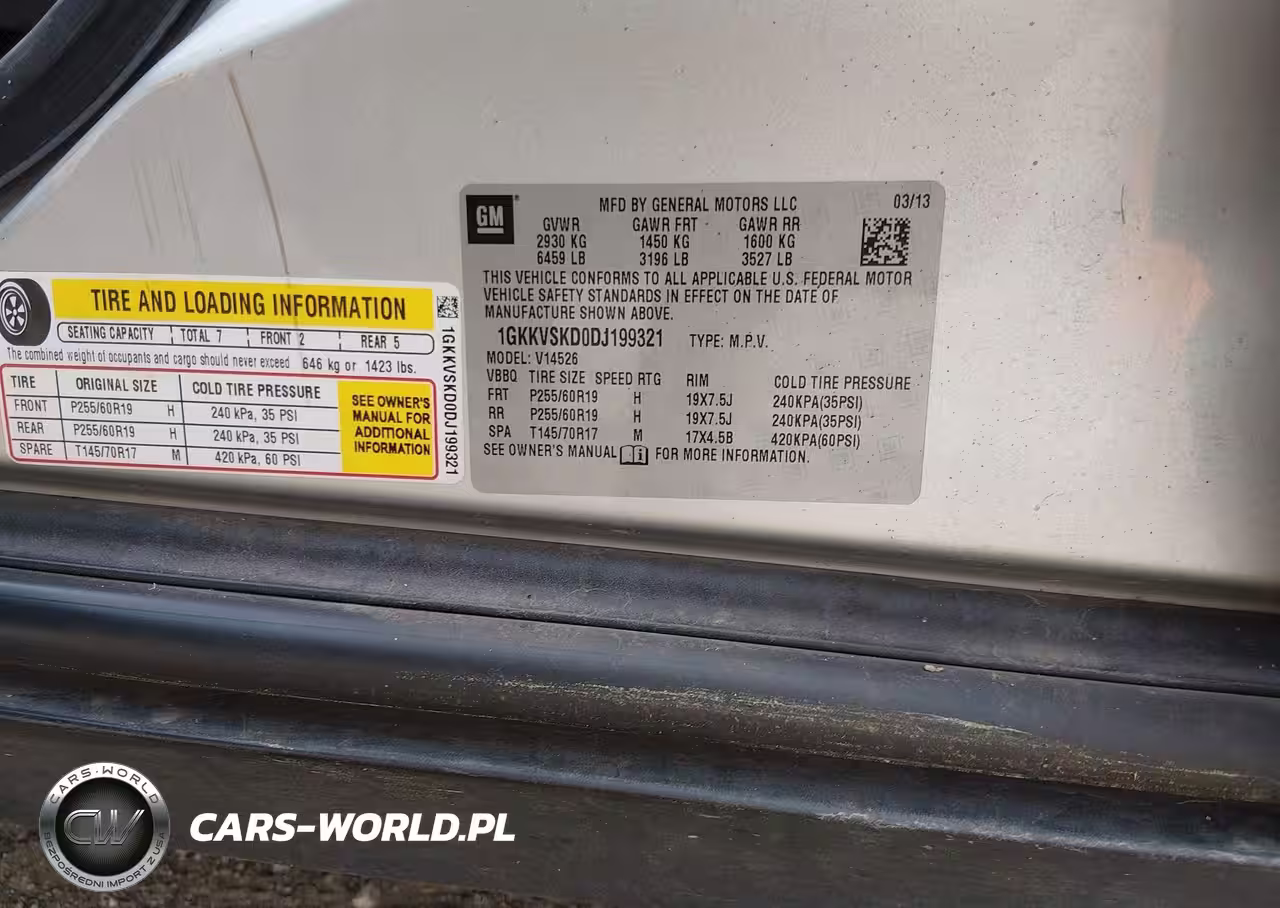 GM
MFD BY GENERAL MOTORS LLC 03/13
GVWR GAWR FRT GAWR RR
2930 KG 1450 KG 1600 KG
6459 LB 3196 LB 3527 LB
THIS VEHICLE CONFORMS TO ALL APPLICABLE U.S. FEDERAL MOTOR
VEHICLE SAFETY STANDARDS IN EFFECT ON THE DATE OF
MANUFACTURE SHOWN ABOVE.
1GKKVSKD0DJ199321 TYPE: M.P.V.
MODEL: V14526
VBBQ TIRE SIZE SPEED RTG RIM COLD TIRE PRESSURE
FRT P255/60R19 H 19X7.5J 240KPA(35PSI)
RR P255/60R19 H 19X7.5J 240KPA(35PSI)
SPA T145/70R17 M 17X4.5B 420KPA(60PSI)
SEE OWNER'S MANUAL FOR MORE INFORMATION.
TIRE AND LOADING INFORMATION
SEATING CAPACITY TOTAL 7 FRONT 2 REAR 5
The combined weight of occupants and cargo should never exceed 646 kg or 1423 lbs.
TIRE ORIGINAL SIZE COLD TIRE PRESSURE
FRONT P255/60R19 H 240 kPa, 35 PSI
REAR P255/60R19 H 240 kPa, 35 PSI
SPARE T145/70R17 M 420 kPa, 60 PSI
SEE OWNER'S
MANUAL FOR
ADDITIONAL
INFORMATION
1GKKVSKD0DJ199321
CARS-WORLD
CW
BEZPOŚREDNI IMPORT Z USA
CARS-WORLD.PL